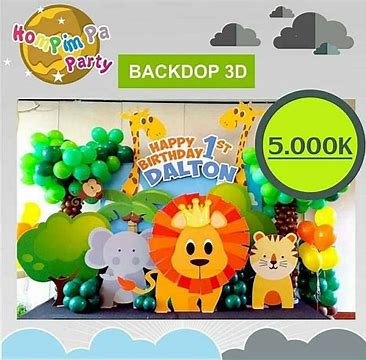 Kompim Pa
Party
BACKDOP 3D
5.000K
HAPPY 1ST
BIRTHDAY
DALTON